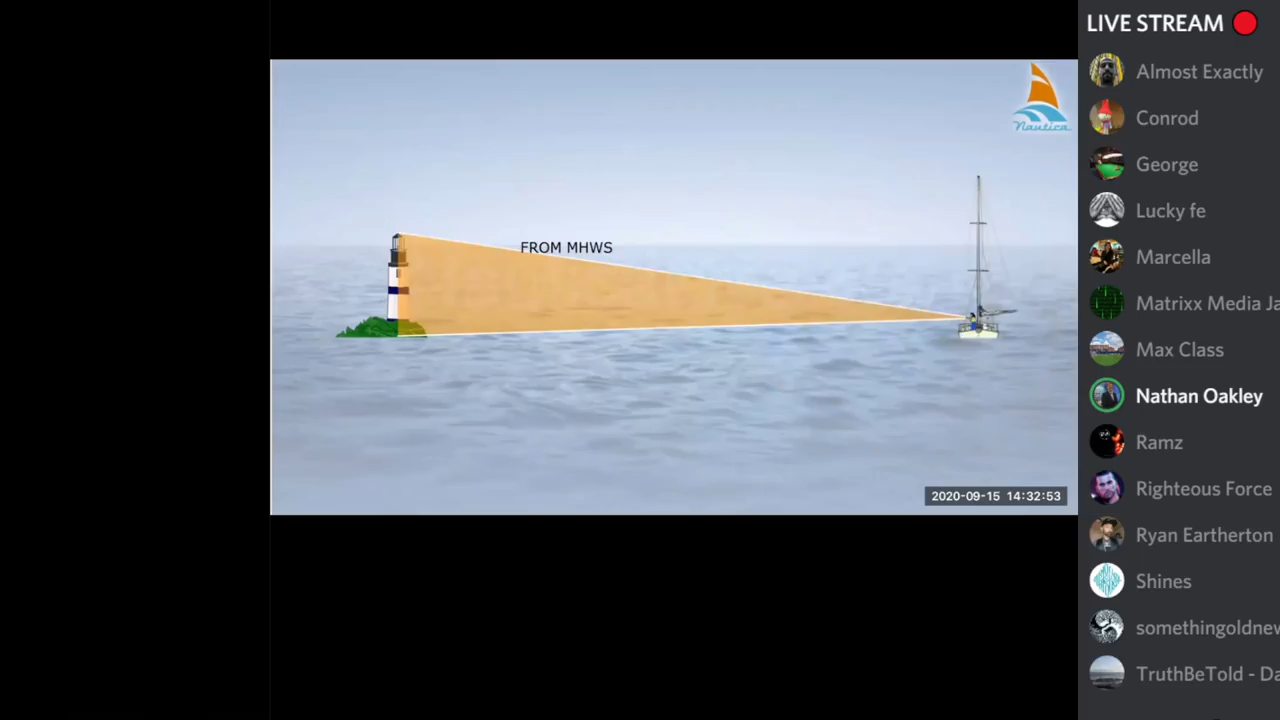 LIVE STREAM
Nautica
FROM MHWS
2020-09-15 14:32:53
Almost Exactly
Conrod
George
Lucky fe
Marcella
Matrixx Media Ja
Max Class
Nathan Oakley
Ramz
Righteous Force
Ryan Eartherton
Shines
somethingoldnew
TruthBeTold - Da